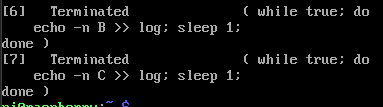 [6]   Terminated              ( while true; do
    echo -n B >> log; sleep 1;
done )
[7]   Terminated              ( while true; do
    echo -n C >> log; sleep 1;
done )